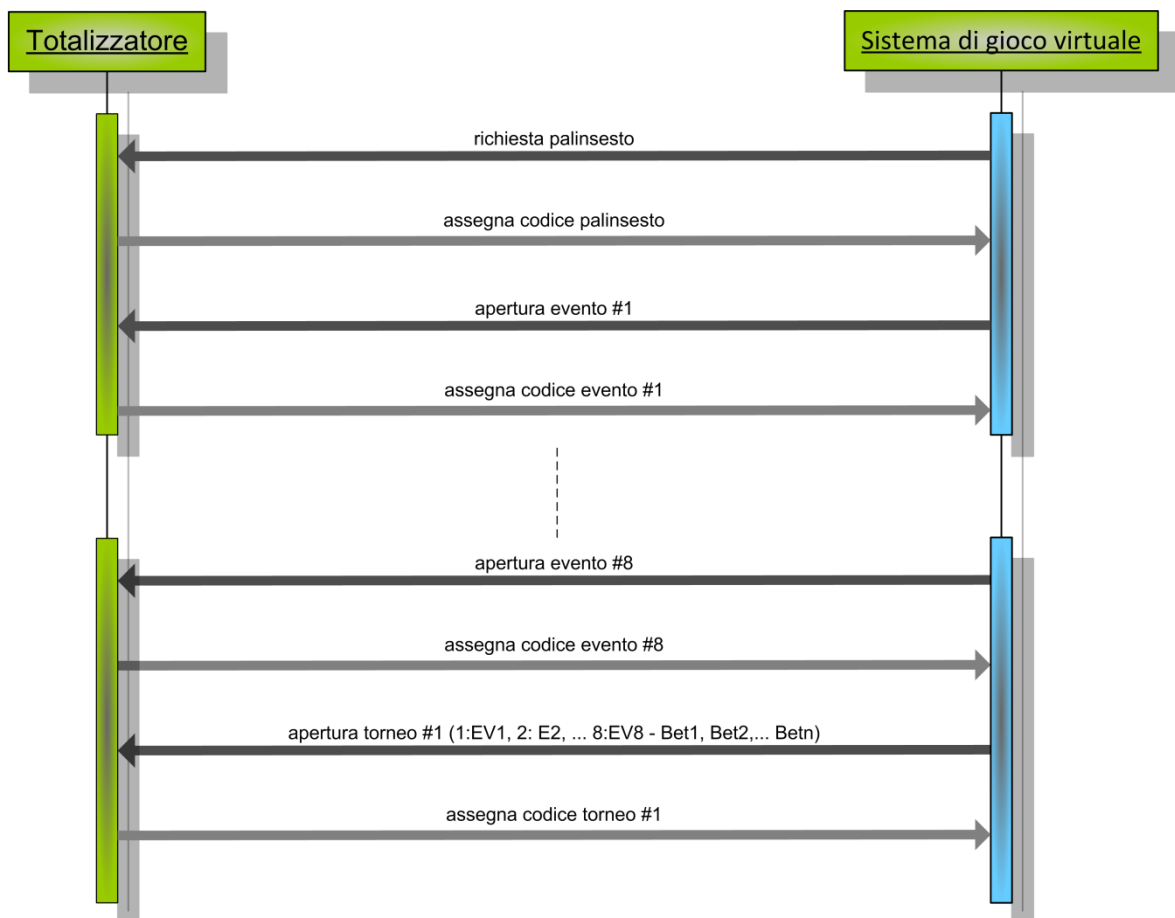 Totalizzatore
Sistema di gioco virtuale
richiesta palinsesto
assegna codice palinsesto
apertura evento #1
assegna codice evento #1
apertura evento #8
assegna codice evento #8
apertura torneo #1 (1:EV1, 2: E2, ... 8:EV8 - Bet1, Bet2,... Betn)
assegna codice torneo #1